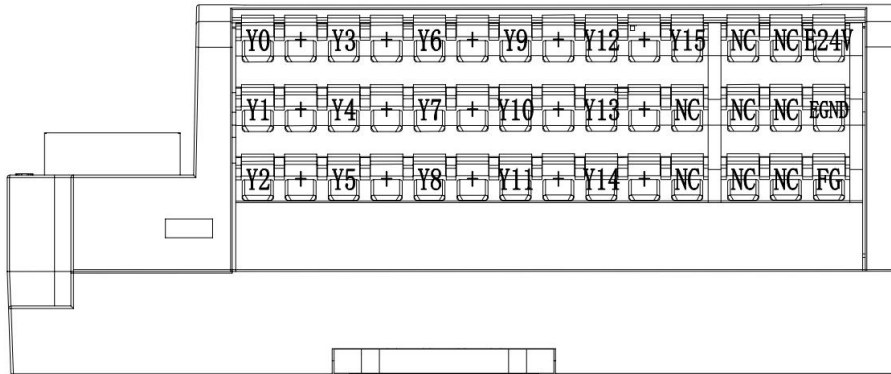 Y0 + Y3 + Y6 + Y9 + Y12 + Y15 NC NC E24V
Y1 + Y4 + Y7 + Y10 + Y13 + NC NC NC EGND
Y2 + Y5 + Y8 + Y11 + Y14 + NC NC NC FG